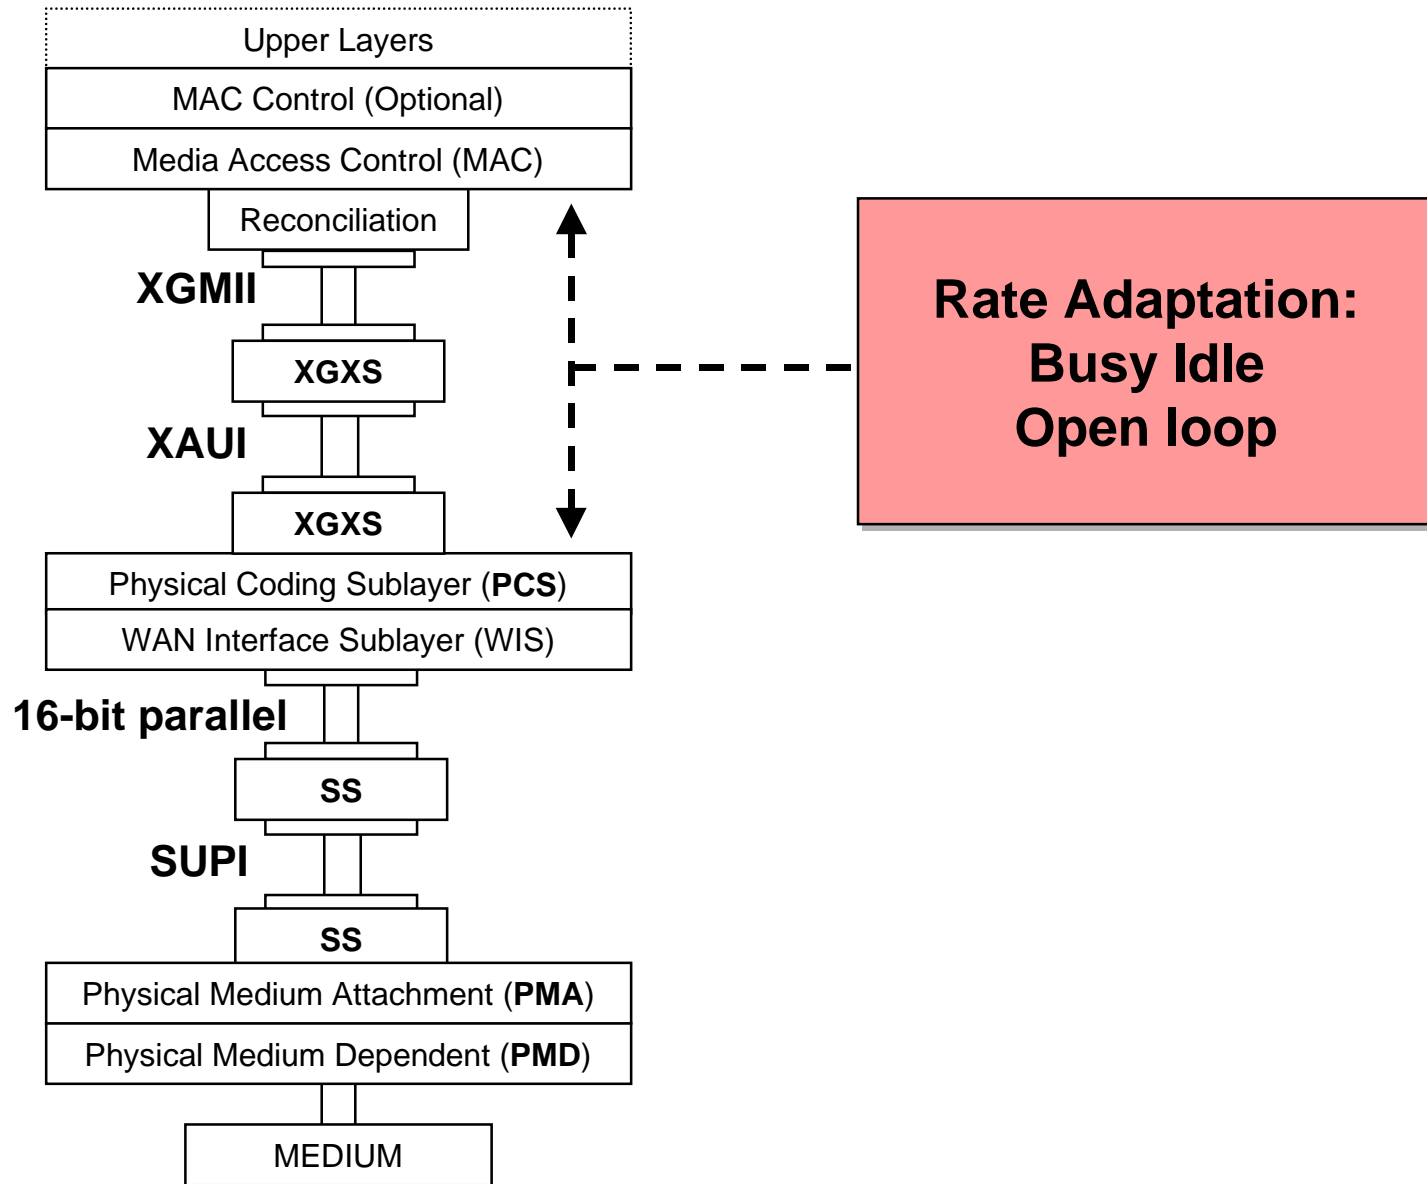 Upper Layers
MAC Control (Optional)
Media Access Control (MAC)
Reconciliation
XGMII
XGXS
XAUI
XGXS
Physical Coding Sublayer (PCS)
WAN Interface Sublayer (WIS)
16-bit parallel
SS
SUPI
SS
Physical Medium Attachment (PMA)
Physical Medium Dependent (PMD)
MEDIUM
Rate Adaptation:
Busy Idle
Open loop